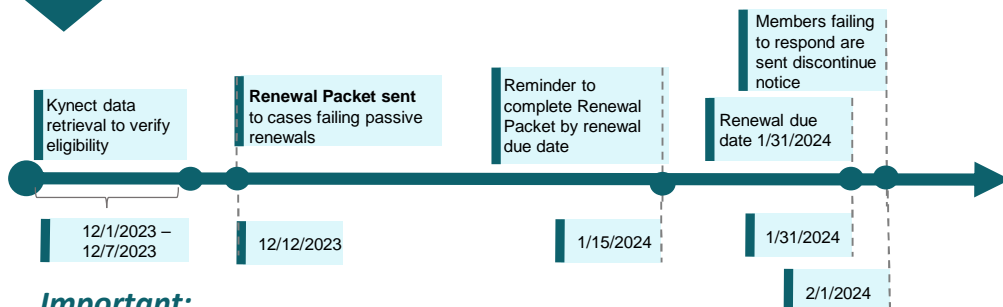 Members failing
to respond are
sent discontinue
notice
Kynect data
retrieval to verify
eligibility
Renewal Packet sent
to cases failing passive
renewals
Reminder to
complete Renewal
Packet by renewal
due date
Renewal due
date 1/31/2024
12/1/2023 –
12/7/2023
12/12/2023
1/15/2024
1/31/2024
2/1/2024
Important: